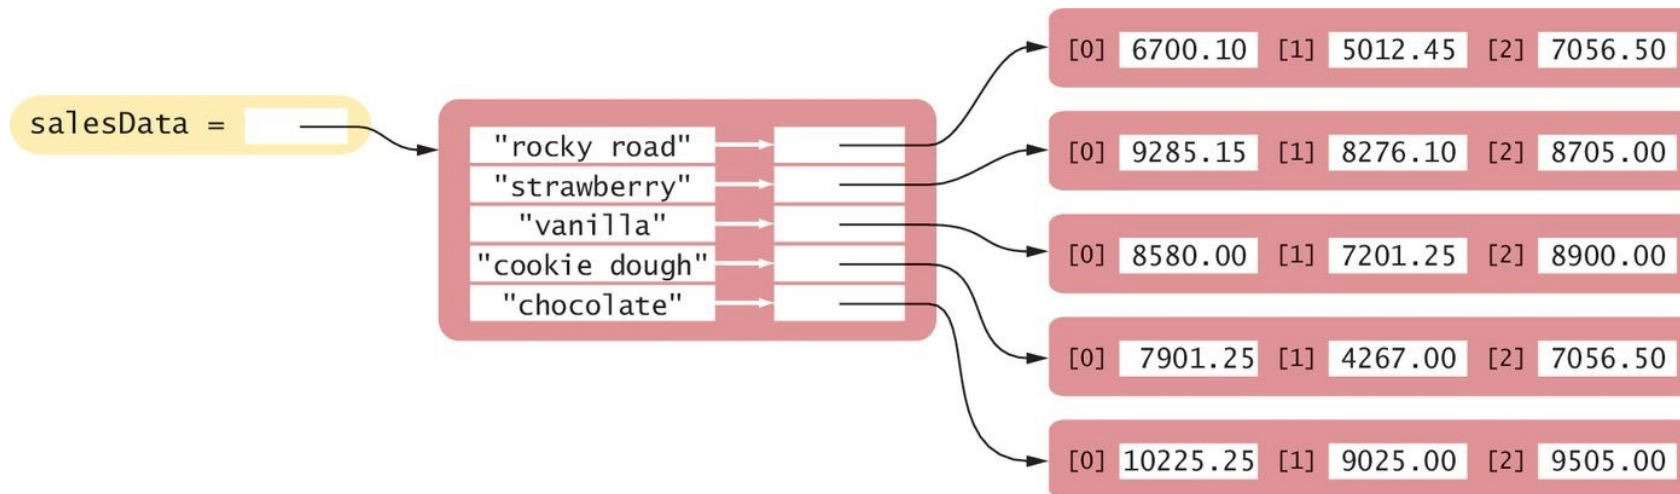 salesData =
"rocky road"
"strawberry"
"vanilla"
"cookie dough"
"chocolate"
[0] 6700.10 [1] 5012.45 [2] 7056.50
[0] 9285.15 [1] 8276.10 [2] 8705.00
[0] 8580.00 [1] 7201.25 [2] 8900.00
[0] 7901.25 [1] 4267.00 [2] 7056.50
[0] 10225.25 [1] 9025.00 [2] 9505.00